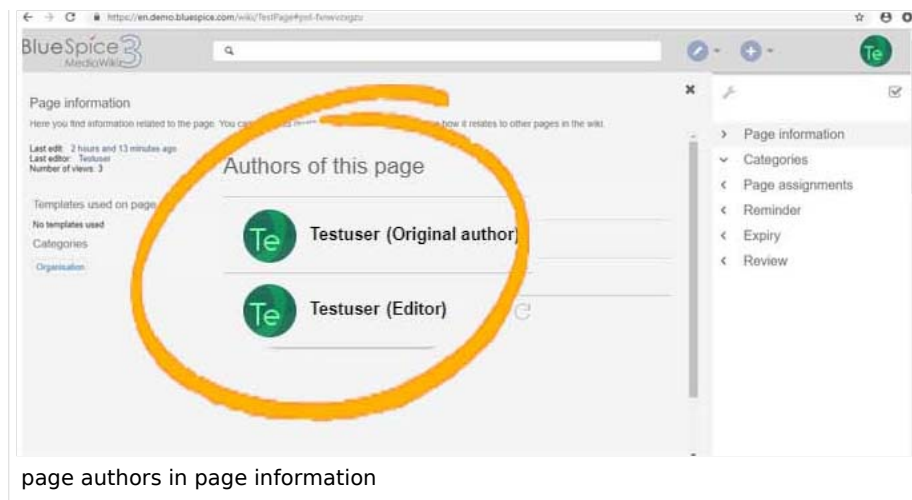 https://en.demo.bluespice.com/wiki/TestPage#
BlueSpice 3
MediaWiki
Te
Page information
Here you find information related to the page. You can how it relates to other pages in the wiki.
Last edit: 2 hours and 13 minutes ago
Last editor: Testuser
Number of views: 3
Templates used on page
No templates used
Categories
Organisation
Authors of this page
Te
Testuser (Original author)
Te
Testuser (Editor)
Page information
Categories
Page assignments
Reminder
Expiry
Review
page authors in page information